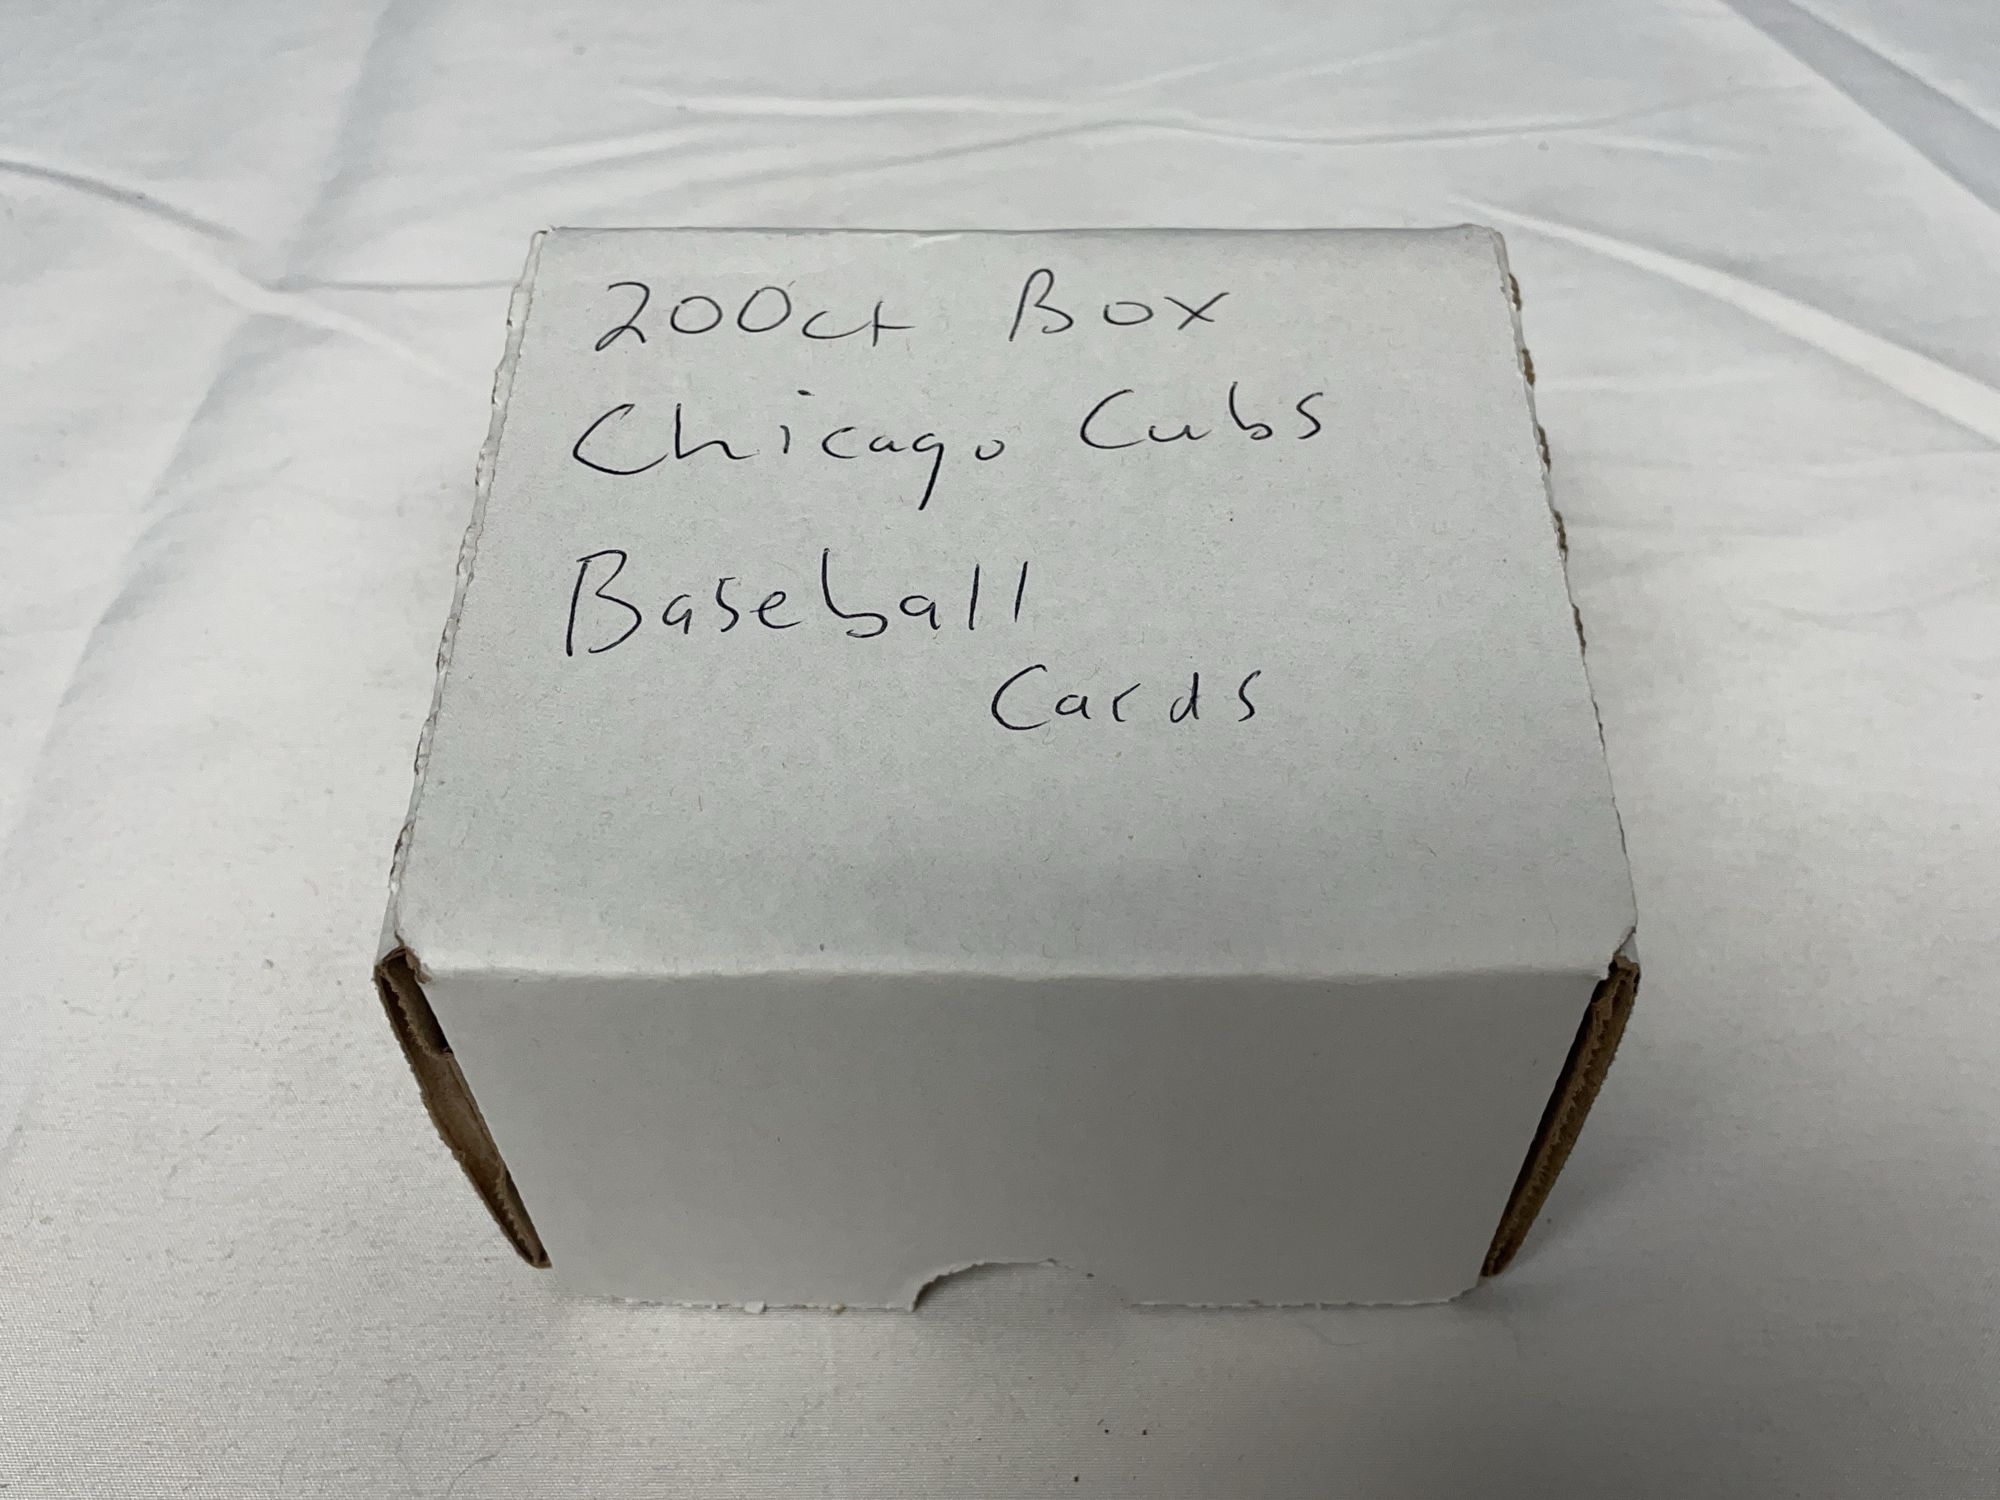 200ct Box
Chicago Cubs
Baseball
Cards